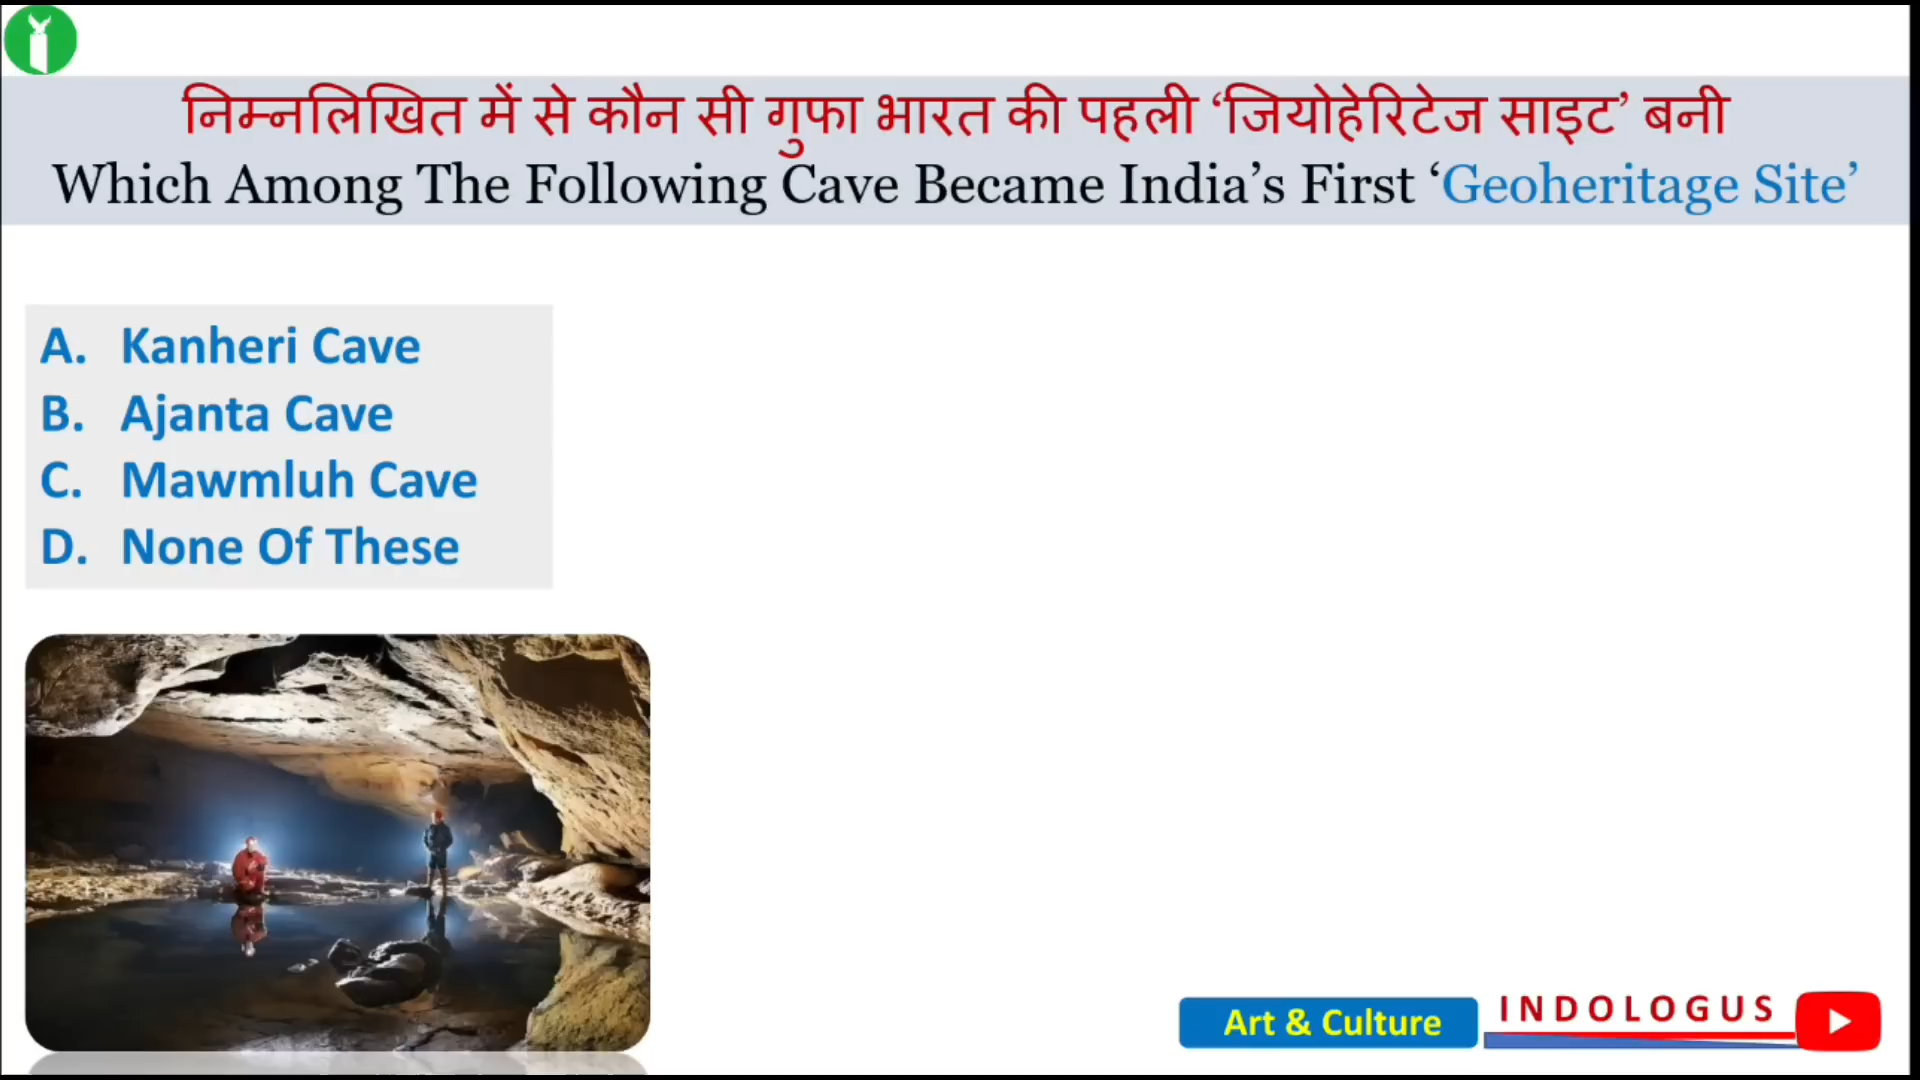 निम्नलिखित में से कौन सी गुफा भारत की पहली ‘जियोहेरिटेज साइट’ बनी
Which Among The Following Cave Became India’s First ‘Geoheritage Site’
A. Kanheri Cave
B. Ajanta Cave
C. Mawmluh Cave
D. None Of These
Art & Culture
INDOLOGUS